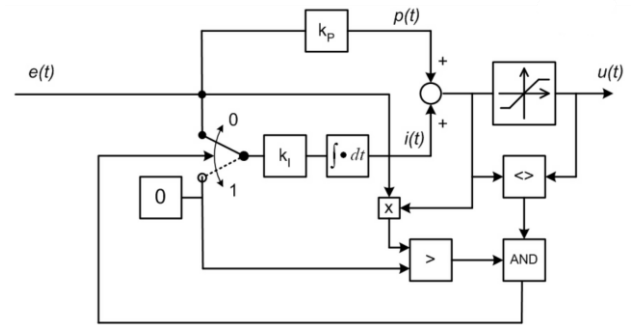 k_P
p(t)
+
e(t)
u(t)
+
0
k_I
∫ • dt
i(t)
<>
1
0
x
>
AND